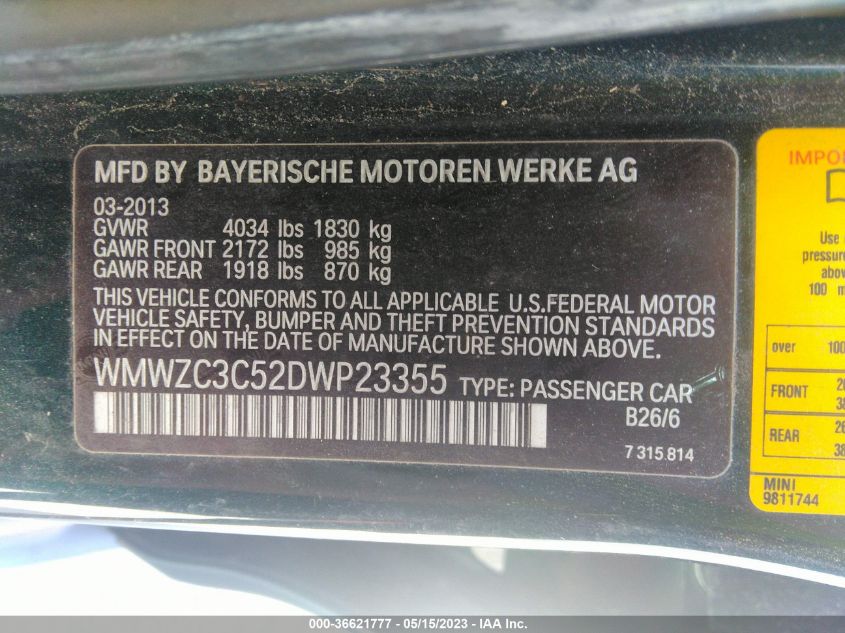 MFD BY BAYERISCHE MOTOREN WERKE AG
03-2013
GVWR 4034 lbs 1830 kg
GAWR FRONT 2172 lbs 985 kg
GAWR REAR 1918 lbs 870 kg
THIS VEHICLE CONFORMS TO ALL APPLICABLE U.S.FEDERAL MOTOR
VEHICLE SAFETY, BUMPER AND THEFT PREVENTION STANDARDS
IN EFFECT ON THE DATE OF MANUFACTURE SHOWN ABOVE.
WMWZC3C52DWP23355 TYPE: PASSENGER CAR
B26/6
7 315.814
IMPO
Use
pressure
abov
100 m
over 100
FRONT
REAR
MINI
9811744
000-36621777 - 05/15/2023 - IAA Inc.